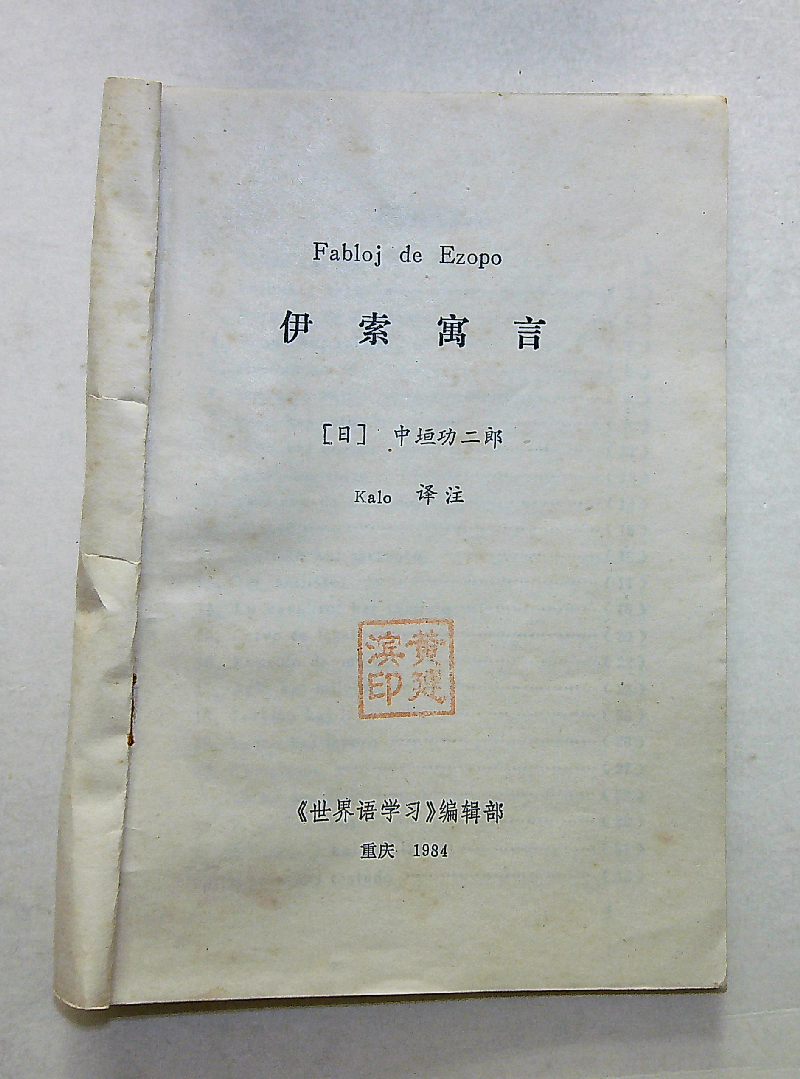 Fabloj de Ezopo
伊索寓言
[日] 中垣功二郎
Kalo 译注
黄建
滨印
《世界语学习》编辑部
重庆 1984